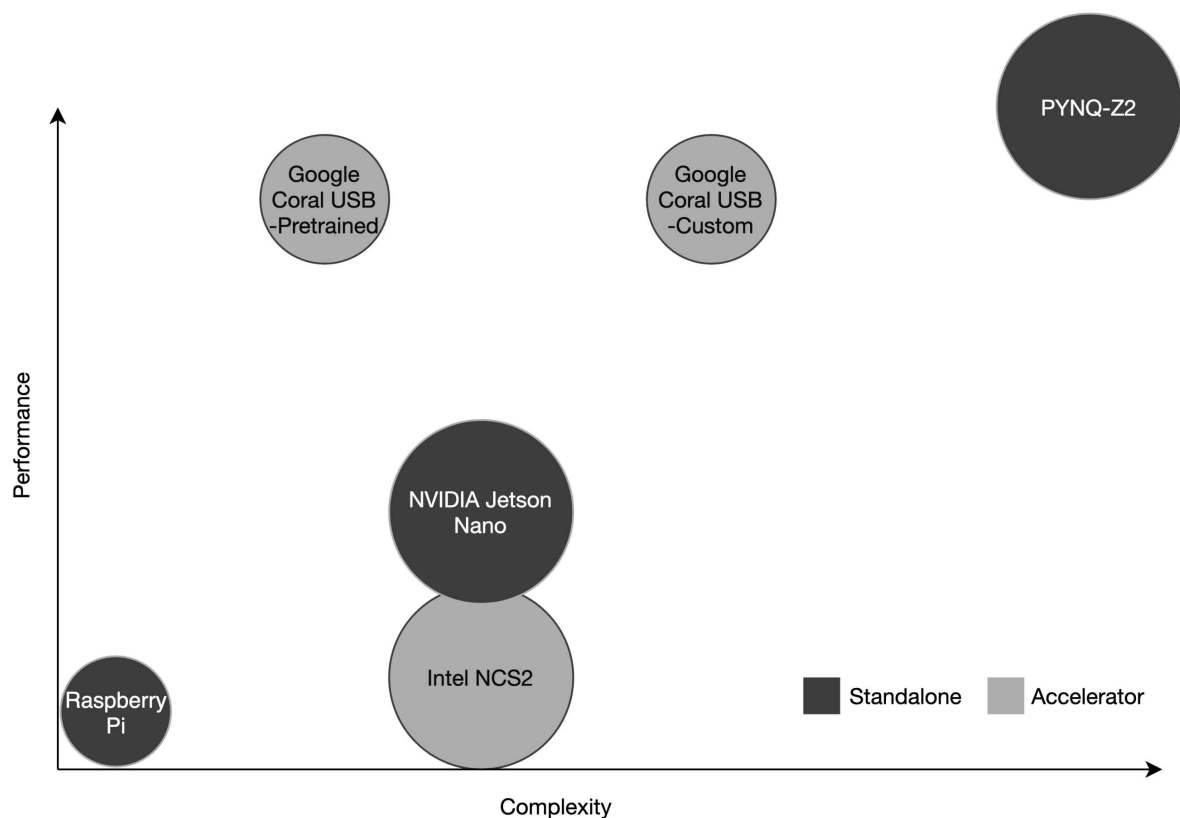 PYNQ-Z2
Google
Coral USB
-Pretrained
Google
Coral USB
-Custom
Performance
NVIDIA Jetson
Nano
Intel NCS2
Raspberry
Pi
Standalone
Accelerator
Complexity